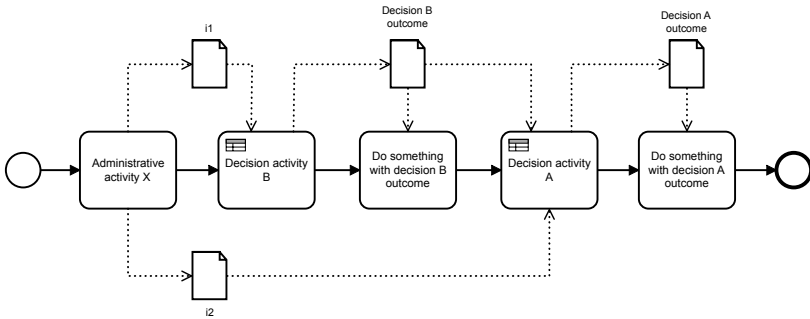 i1
Decision B
outcome
Decision A
outcome
Administrative
activity X
Decision activity
B
Do something
with decision B
outcome
Decision activity
A
Do something
with decision A
outcome
i2